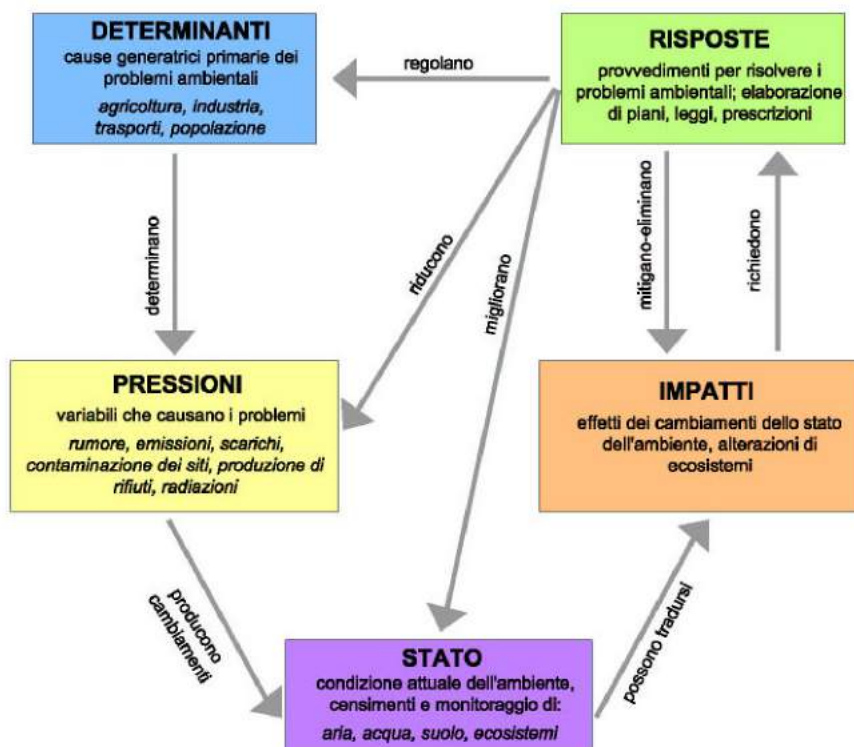 DETERMINANTI
cause generatrici primarie dei
problemi ambientali
agricoltura, industria,
trasporti, popolazione
regolano
RISPOSTE
provvedimenti per risolvere i
problemi ambientali; elaborazione
di piani, leggi, prescrizioni
determinano
riducono
migliorano
mitigano-eliminano
richiedono
PRESSIONI
variabili che causano i problemi
rumore, emissioni, scarichi,
contaminazione dei siti, produzione di
rifiuti, radiazioni
IMPATTI
effetti dei cambiamenti dello stato
dell'ambiente, alterazioni di
ecosistemi
producono
cambiamenti
STATO
condizione attuale dell'ambiente,
censimenti e monitoraggio di:
aria, acqua, suolo, ecosistemi
possono tradursi